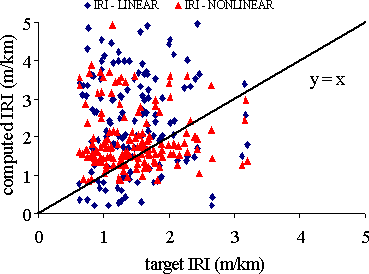 IRI - LINEAR IRI - NONLINEAR
5
4
3
2
1
0
computed IRI (m/km)
y = x
0 1 2 3 4 5
target IRI (m/km)